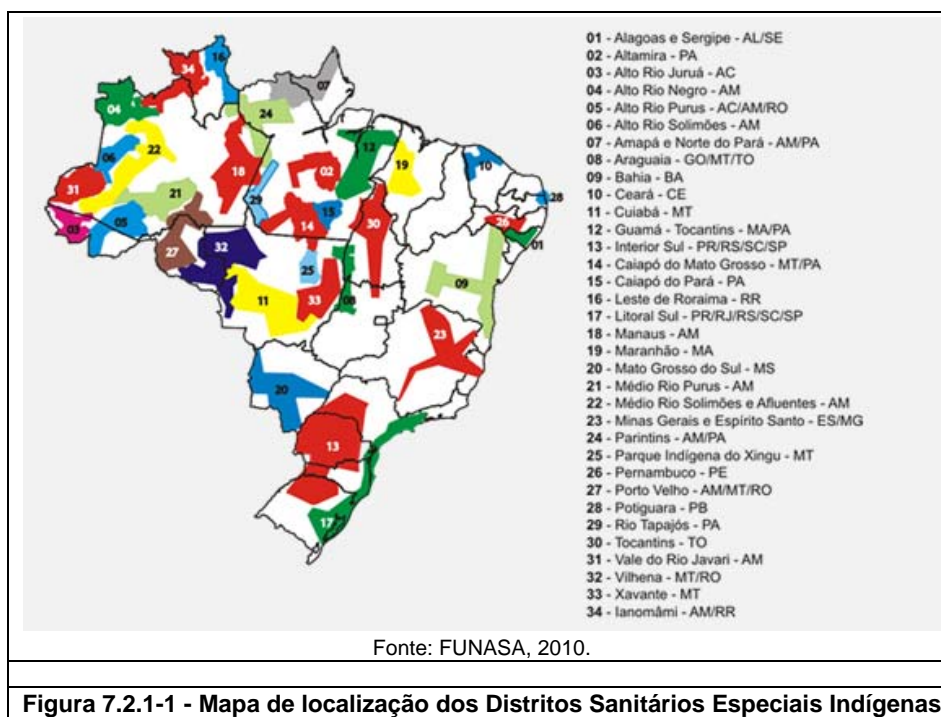 34
16
07
04
24
22
06
12
19
10
18
02
28
31
21
29
26
03
05
14
15
30
01
27
32
25
09
11
33
08
23
20
13
17
01 - Alagoas e Sergipe - AL/SE
02 - Altamira - PA
03 - Alto Rio Juruá - AC
04 - Alto Rio Negro - AM
05 - Alto Rio Purus - AC/AM/RO
06 - Alto Rio Solimões - AM
07 - Amapá e Norte do Pará - AM/PA
08 - Araguaia - GO/MT/TO
09 - Bahia - BA
10 - Ceará - CE
11 - Cuiabá - MT
12 - Guamá - Tocantins - MA/PA
13 - Interior Sul - PR/RS/SC/SP
14 - Caiapó do Mato Grosso - MT/PA
15 - Caiapó do Pará - PA
16 - Leste de Roraima - RR
17 - Litoral Sul - PR/RJ/RS/SC/SP
18 - Manaus - AM
19 - Maranhão - MA
20 - Mato Grosso do Sul - MS
21 - Médio Rio Purus - AM
22 - Médio Rio Solimões e Afluentes - AM
23 - Minas Gerais e Espírito Santo - ES/MG
24 - Parintins - AM/PA
25 - Parque Indígena do Xingu - MT
26 - Pernambuco - PE
27 - Porto Velho - AM/MT/RO
28 - Potiguara - PB
29 - Rio Tapajós - PA
30 - Tocantins - TO
31 - Vale do Rio Javari - AM
32 - Vilhena - MT/RO
33 - Xavante - MT
34 - Ianomâmi - AM/RR
Fonte: FUNASA, 2010.
Figura 7.2.1-1 - Mapa de localização dos Distritos Sanitários Especiais Indígenas